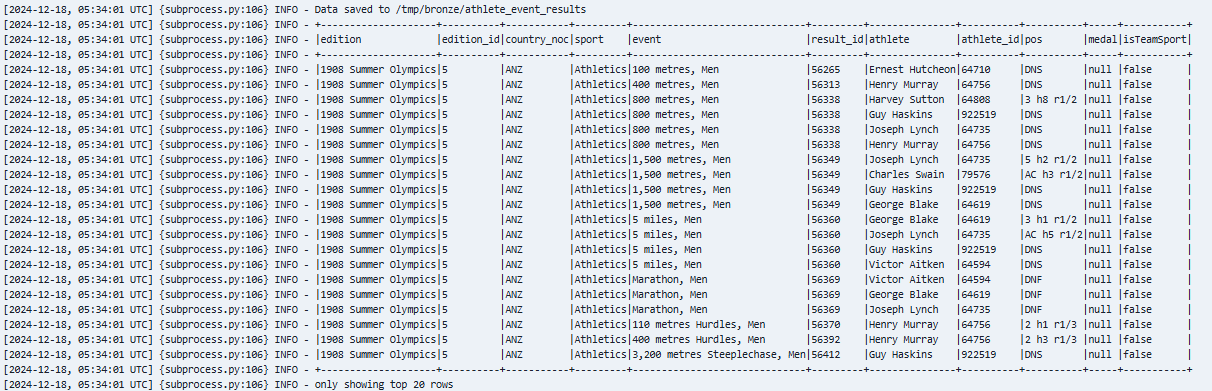 [2024-12-18, 05:34:01 UTC] {subprocess.py:106} INFO - Data saved to /tmp/bronze/athlete_event_results
[2024-12-18, 05:34:01 UTC] {subprocess.py:106} INFO - +--------------------+----------+-----------+---------+-----------------------------+---------+---------------+----------+----------+-----+-----------+
[2024-12-18, 05:34:01 UTC] {subprocess.py:106} INFO - |edition             |edition_id|country_noc|sport    |event                        |result_id|athlete        |athlete_id|pos       |medal|isTeamSport|
[2024-12-18, 05:34:01 UTC] {subprocess.py:106} INFO - +--------------------+----------+-----------+---------+-----------------------------+---------+---------------+----------+----------+-----+-----------+
[2024-12-18, 05:34:01 UTC] {subprocess.py:106} INFO - |1908 Summer Olympics|5         |ANZ        |Athletics|100 metres, Men              |56265    |Ernest Hutcheon|64710     |DNS       |null |false      |
[2024-12-18, 05:34:01 UTC] {subprocess.py:106} INFO - |1908 Summer Olympics|5         |ANZ        |Athletics|400 metres, Men              |56313    |Henry Murray   |64756     |DNS       |null |false      |
[2024-12-18, 05:34:01 UTC] {subprocess.py:106} INFO - |1908 Summer Olympics|5         |ANZ        |Athletics|800 metres, Men              |56338    |Harvey Sutton  |64808     |3 h8 r1/2 |null |false      |
[2024-12-18, 05:34:01 UTC] {subprocess.py:106} INFO - |1908 Summer Olympics|5         |ANZ        |Athletics|800 metres, Men              |56338    |Guy Haskins    |922519    |DNS       |null |false      |
[2024-12-18, 05:34:01 UTC] {subprocess.py:106} INFO - |1908 Summer Olympics|5         |ANZ        |Athletics|800 metres, Men              |56338    |Joseph Lynch   |64735     |DNS       |null |false      |
[2024-12-18, 05:34:01 UTC] {subprocess.py:106} INFO - |1908 Summer Olympics|5         |ANZ        |Athletics|800 metres, Men              |56338    |Henry Murray   |64756     |DNS       |null |false      |
[2024-12-18, 05:34:01 UTC] {subprocess.py:106} INFO - |1908 Summer Olympics|5         |ANZ        |Athletics|1,500 metres, Men            |56349    |Joseph Lynch   |64735     |5 h2 r1/2 |null |false      |
[2024-12-18, 05:34:01 UTC] {subprocess.py:106} INFO - |1908 Summer Olympics|5         |ANZ        |Athletics|1,500 metres, Men            |56349    |Charles Swain  |79576     |AC h3 r1/2|null |false      |
[2024-12-18, 05:34:01 UTC] {subprocess.py:106} INFO - |1908 Summer Olympics|5         |ANZ        |Athletics|1,500 metres, Men            |56349    |Guy Haskins    |922519    |DNS       |null |false      |
[2024-12-18, 05:34:01 UTC] {subprocess.py:106} INFO - |1908 Summer Olympics|5         |ANZ        |Athletics|1,500 metres, Men            |56349    |George Blake   |64619     |DNS       |null |false      |
[2024-12-18, 05:34:01 UTC] {subprocess.py:106} INFO - |1908 Summer Olympics|5         |ANZ        |Athletics|5 miles, Men                 |56360    |George Blake   |64619     |3 h1 r1/2 |null |false      |
[2024-12-18, 05:34:01 UTC] {subprocess.py:106} INFO - |1908 Summer Olympics|5         |ANZ        |Athletics|5 miles, Men                 |56360    |Joseph Lynch   |64735     |AC h5 r1/2|null |false      |
[2024-12-18, 05:34:01 UTC] {subprocess.py:106} INFO - |1908 Summer Olympics|5         |ANZ        |Athletics|5 miles, Men                 |56360    |Guy Haskins    |922519    |DNS       |null |false      |
[2024-12-18, 05:34:01 UTC] {subprocess.py:106} INFO - |1908 Summer Olympics|5         |ANZ        |Athletics|5 miles, Men                 |56360    |Victor Aitken  |64594     |DNS       |null |false      |
[2024-12-18, 05:34:01 UTC] {subprocess.py:106} INFO - |1908 Summer Olympics|5         |ANZ        |Athletics|Marathon, Men                |56369    |Victor Aitken  |64594     |DNF       |null |false      |
[2024-12-18, 05:34:01 UTC] {subprocess.py:106} INFO - |1908 Summer Olympics|5         |ANZ        |Athletics|Marathon, Men                |56369    |George Blake   |64619     |DNF       |null |false      |
[2024-12-18, 05:34:01 UTC] {subprocess.py:106} INFO - |1908 Summer Olympics|5         |ANZ        |Athletics|Marathon, Men                |56369    |Joseph Lynch   |64735     |DNF       |null |false      |
[2024-12-18, 05:34:01 UTC] {subprocess.py:106} INFO - |1908 Summer Olympics|5         |ANZ        |Athletics|110 metres Hurdles, Men      |56370    |Henry Murray   |64756     |2 h1 r1/3 |null |false      |
[2024-12-18, 05:34:01 UTC] {subprocess.py:106} INFO - |1908 Summer Olympics|5         |ANZ        |Athletics|400 metres Hurdles, Men      |56392    |Henry Murray   |64756     |2 h3 r1/3 |null |false      |
[2024-12-18, 05:34:01 UTC] {subprocess.py:106} INFO - |1908 Summer Olympics|5         |ANZ        |Athletics|3,200 metres Steeplechase, Men|56412    |Guy Haskins    |922519    |DNS       |null |false      |
[2024-12-18, 05:34:01 UTC] {subprocess.py:106} INFO - +--------------------+----------+-----------+---------+-----------------------------+---------+---------------+----------+----------+-----+-----------+
[2024-12-18, 05:34:01 UTC] {subprocess.py:106} INFO - only showing top 20 rows